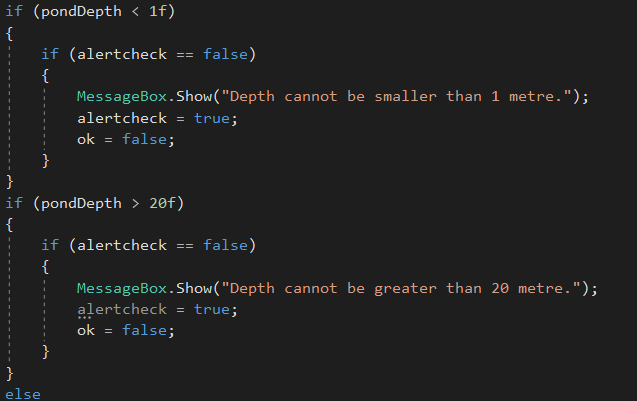 if (pondDepth < 1f)
{
if (alertcheck == false)
{
MessageBox.Show("Depth cannot be smaller than 1 metre.");
alertcheck = true;
ok = false;
}
}
if (pondDepth > 20f)
{
if (alertcheck == false)
{
MessageBox.Show("Depth cannot be greater than 20 metre.");
alertcheck = true;
ok = false;
}
}
else